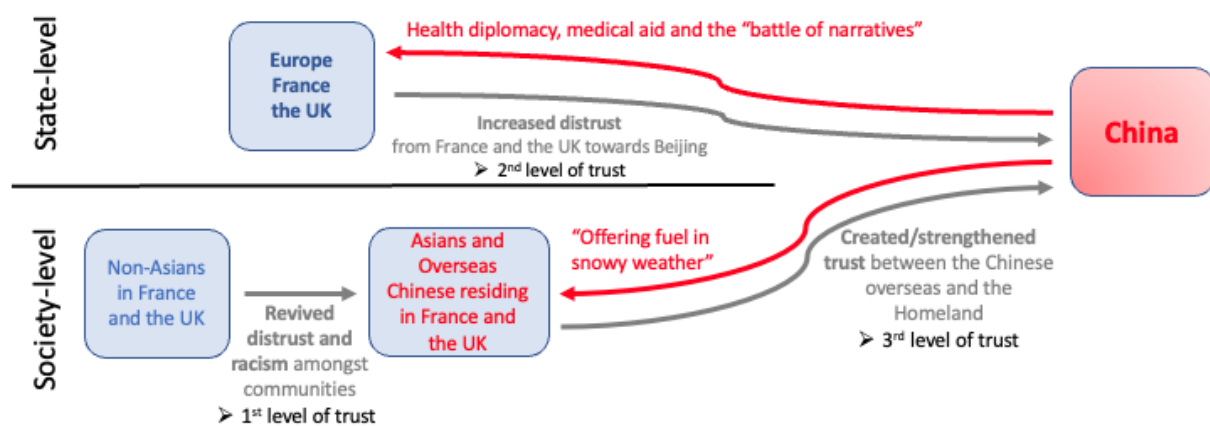 State-level
Europe
France
the UK
Health diplomacy, medical aid and the “battle of narratives”
Increased distrust
from France and the UK towards Beijing
➢ 2nd level of trust
China
Society-level
Non-Asians
in France
and the UK
Revived
distrust and
racism amongst
communities
➢ 1st level of trust
Asians and
Overseas
Chinese residing
in France and
the UK
“Offering fuel in
snowy weather”
Created/strengthened
trust between the Chinese
overseas and the
Homeland
➢ 3rd level of trust